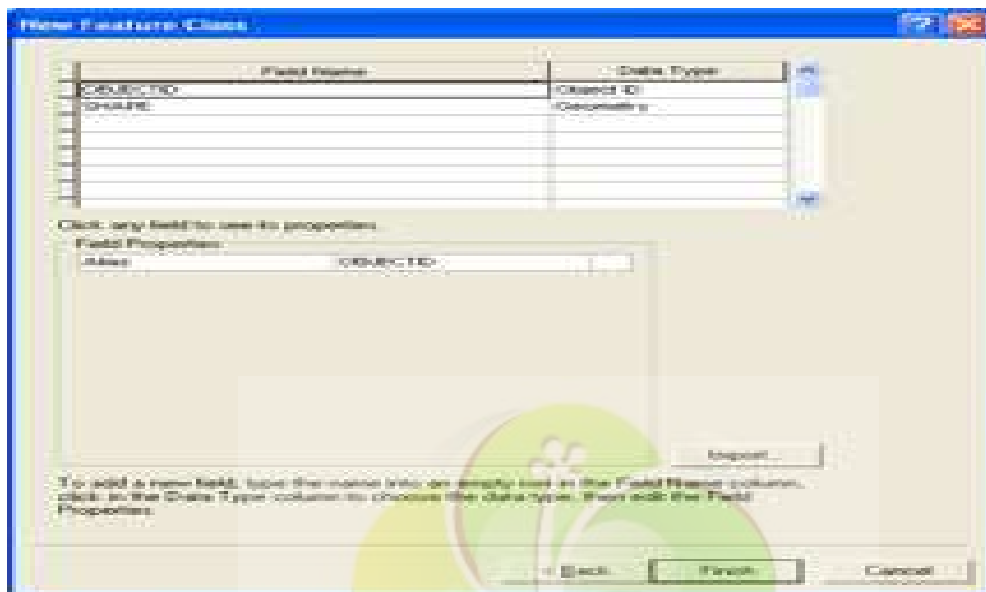 New Feature Class
Field Name Data Type
OBJECTID Object ID
SHAPE Geometry
Click any field to see its properties.
Field Properties
Alias OBJECTID
Import...
To add a new field, type the name into an empty row in the Field Name column,
click in the Data Type column to choose the data type, then edit the Field
Properties.
< Back Finish Cancel